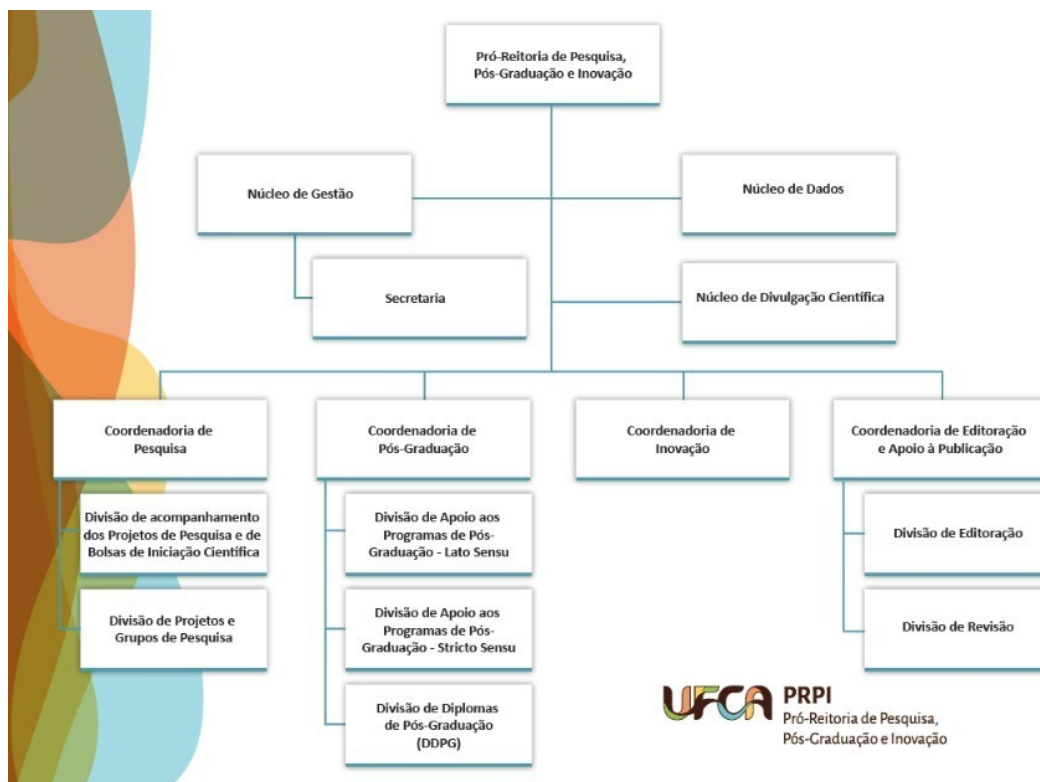 Pró-Reitoria de Pesquisa,
Pós-Graduação e Inovação
Núcleo de Gestão
Núcleo de Dados
Secretaria
Núcleo de Divulgação Científica
Coordenadoria de
Pesquisa
Coordenadoria de
Pós-Graduação
Coordenadoria de
Inovação
Coordenadoria de Editoração
e Apoio à Publicação
Divisão de acompanhamento
dos Projetos de Pesquisa e de
Bolsas de Iniciação Científica
Divisão de Apoio aos
Programas de Pós-
Graduação - Lato Sensu
Divisão de Editoração
Divisão de Projetos e
Grupos de Pesquisa
Divisão de Apoio aos
Programas de Pós-
Graduação - Stricto Sensu
Divisão de Revisão
Divisão de Diplomas
de Pós-Graduação
(DDPG)
UFCA
PRPI
Pró-Reitoria de Pesquisa,
Pós-Graduação e Inovação